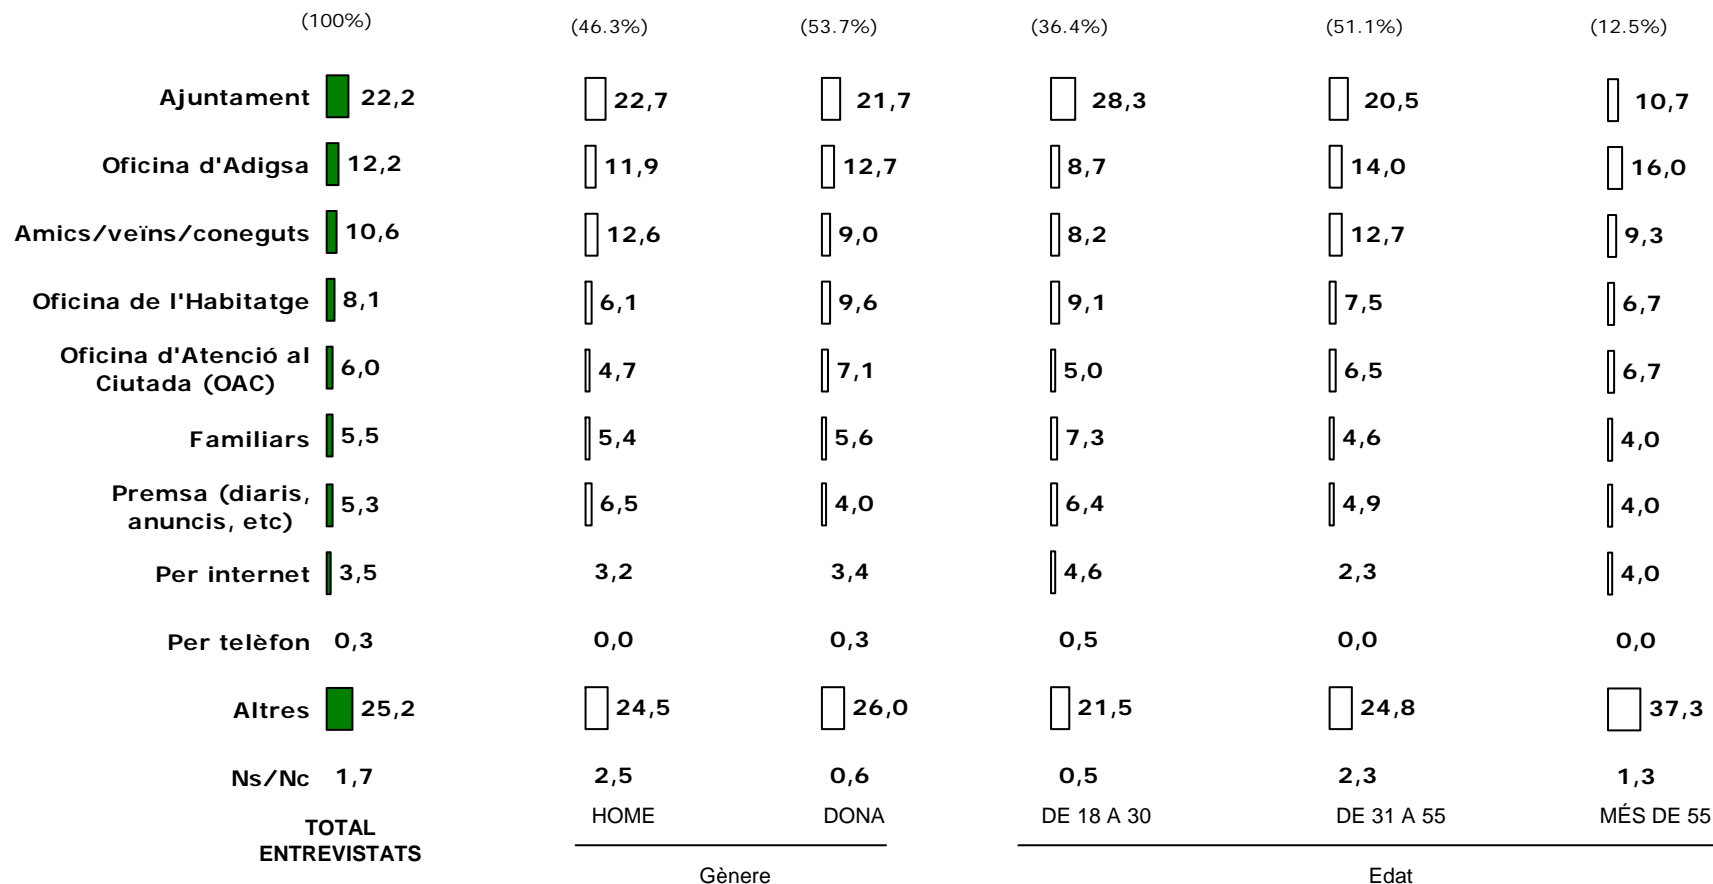 (100%) (46.3%) (53.7%) (36.4%) (51.1%) (12.5%)
Ajuntament 22,2 22,7 21,7 28,3 20,5 10,7
Oficina d'Adigsa 12,2 11,9 12,7 8,7 14,0 16,0
Amics/veïns/coneguts 10,6 12,6 9,0 8,2 12,7 9,3
Oficina de l'Habitatge 8,1 6,1 9,6 9,1 7,5 6,7
Oficina d'Atenció al
Ciutada (OAC) 6,0 4,7 7,1 5,0 6,5 6,7
Familiars 5,5 5,4 5,6 7,3 4,6 4,0
Premsa (diaris,
anuncis, etc) 5,3 6,5 4,0 6,4 4,9 4,0
Per internet 3,5 3,2 3,4 4,6 2,3 4,0
Per telèfon 0,3 0,0 0,3 0,5 0,0 0,0
Altres 25,2 24,5 26,0 21,5 24,8 37,3
Ns/Nc 1,7 2,5 0,6 0,5 2,3 1,3
TOTAL
ENTREVISTATS
HOME DONA DE 18 A 30 DE 31 A 55 MÉS DE 55
Gènere Edat